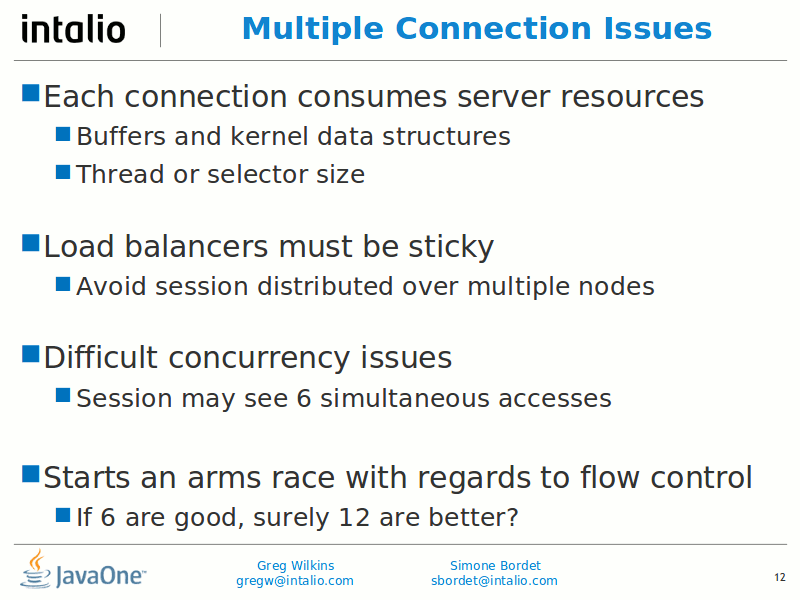 intalio
Multiple Connection Issues
Each connection consumes server resources
Buffers and kernel data structures
Thread or selector size
Load balancers must be sticky
Avoid session distributed over multiple nodes
Difficult concurrency issues
Session may see 6 simultaneous accesses
Starts an arms race with regards to flow control
If 6 are good, surely 12 are better?
JavaOne™
Greg Wilkins
gregw@intalio.com
Simone Bordet
sbordet@intalio.com
12